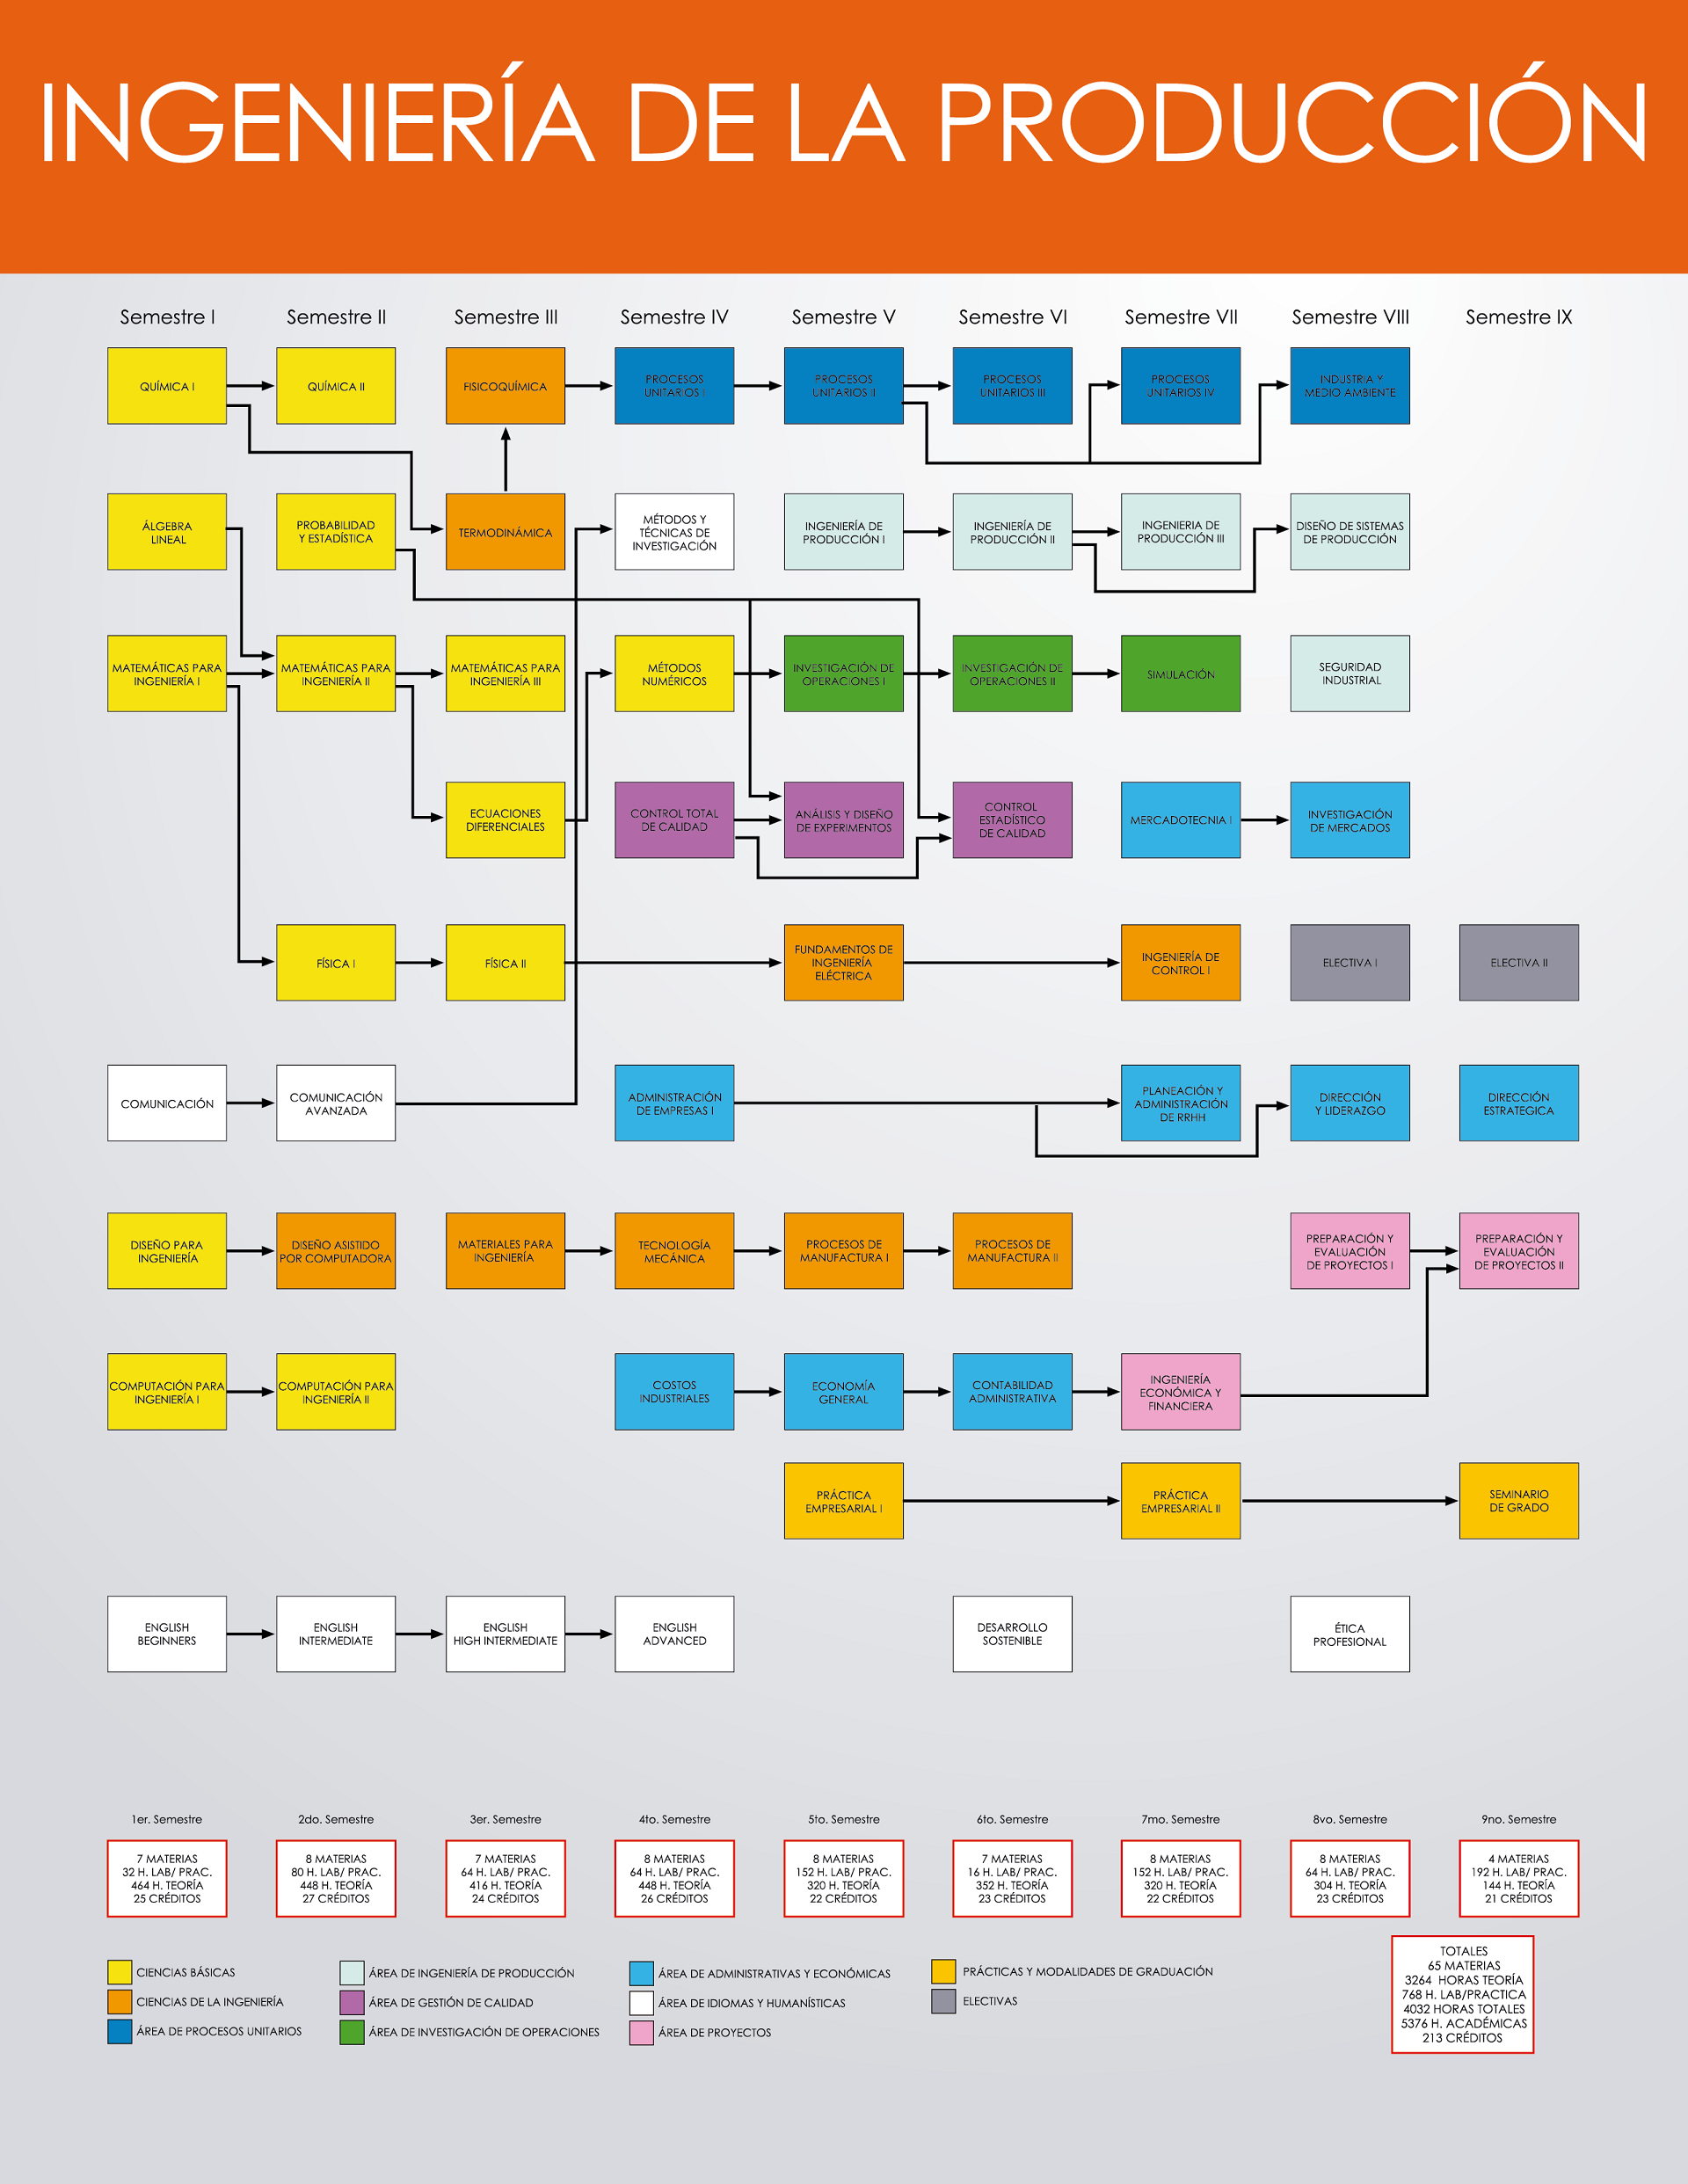 INGENIERÍA DE LA PRODUCCIÓN
Semestre I
Semestre II
Semestre III
Semestre IV
Semestre V
Semestre VI
Semestre VII
Semestre VIII
Semestre IX
QUÍMICA I
QUÍMICA II
FISICOQUÍMICA
PROCESOS
UNITARIOS I
PROCESOS
UNITARIOS II
PROCESOS
UNITARIOS III
PROCESOS
UNITARIOS IV
INDUSTRIA Y
MEDIO AMBIENTE
ÁLGEBRA
LINEAL
PROBABILIDAD
Y ESTADÍSTICA
TERMODINÁMICA
MÉTODOS Y
TÉCNICAS DE
INVESTIGACIÓN
INGENIERÍA DE
PRODUCCIÓN I
INGENIERÍA DE
PRODUCCIÓN II
INGENIERIA DE
PRODUCCIÓN III
DISEÑO DE SISTEMAS
DE PRODUCCIÓN
MATEMÁTICAS PARA
INGENIERÍA I
MATEMÁTICAS PARA
INGENIERÍA II
MATEMÁTICAS PARA
INGENIERÍA III
MÉTODOS
NUMÉRICOS
INVESTIGACIÓN DE
OPERACIONES I
INVESTIGACIÓN DE
OPERACIONES II
SIMULACIÓN
SEGURIDAD
INDUSTRIAL
ECUACIONES
DIFERENCIALES
CONTROL TOTAL
DE CALIDAD
ANÁLISIS Y DISEÑO
DE EXPERIMENTOS
CONTROL
ESTADÍSTICO
DE CALIDAD
MERCADOTECNIA I
INVESTIGACIÓN
DE MERCADOS
FÍSICA I
FÍSICA II
FUNDAMENTOS DE
INGENIERÍA
ELÉCTRICA
INGENIERÍA DE
CONTROL I
ELECTIVA I
ELECTIVA II
COMUNICACIÓN
COMUNICACIÓN
AVANZADA
ADMINISTRACIÓN
DE EMPRESAS I
PLANEACIÓN Y
ADMINISTRACIÓN
DE RRHH
DIRECCIÓN
Y LIDERAZGO
DIRECCIÓN
ESTRATEGICA
DISEÑO PARA
INGENIERÍA
DISEÑO ASISTIDO
POR COMPUTADORA
MATERIALES PARA
INGENIERÍA
TECNOLOGÍA
MECÁNICA
PROCESOS DE
MANUFACTURA I
PROCESOS DE
MANUFACTURA II
PREPARACIÓN Y
EVALUACIÓN
DE PROYECTOS I
PREPARACIÓN Y
EVALUACIÓN
DE PROYECTOS II
COMPUTACIÓN PARA
INGENIERÍA I
COMPUTACIÓN PARA
INGENIERÍA II
COSTOS
INDUSTRIALES
ECONOMÍA
GENERAL
CONTABILIDAD
ADMINISTRATIVA
INGENIERÍA
ECONÓMICA Y
FINANCIERA
PRÁCTICA
EMPRESARIAL I
PRÁCTICA
EMPRESARIAL II
SEMINARIO
DE GRADO
ENGLISH
BEGINNERS
ENGLISH
INTERMEDIATE
ENGLISH
HIGH INTERMEDIATE
ENGLISH
ADVANCED
DESARROLLO
SOSTENIBLE
ÉTICA
PROFESIONAL
1er. Semestre
2do. Semestre
3er. Semestre
4to. Semestre
5to. Semestre
6to. Semestre
7mo. Semestre
8vo. Semestre
9no. Semestre
7 MATERIAS
32 H. LAB/ PRAC.
464 H. TEORÍA
25 CRÉDITOS
8 MATERIAS
80 H. LAB/ PRAC.
448 H. TEORÍA
27 CRÉDITOS
7 MATERIAS
64 H. LAB/ PRAC.
416 H. TEORÍA
24 CRÉDITOS
8 MATERIAS
64 H. LAB/ PRAC.
448 H. TEORÍA
26 CRÉDITOS
8 MATERIAS
152 H. LAB/ PRAC.
320 H. TEORÍA
22 CRÉDITOS
7 MATERIAS
16 H. LAB/ PRAC.
352 H. TEORÍA
23 CRÉDITOS
8 MATERIAS
152 H. LAB/ PRAC.
320 H. TEORÍA
22 CRÉDITOS
8 MATERIAS
64 H. LAB/ PRAC.
304 H. TEORÍA
23 CRÉDITOS
4 MATERIAS
192 H. LAB/ PRAC.
144 H. TEORÍA
21 CRÉDITOS
CIENCIAS BÁSICAS
CIENCIAS DE LA INGENIERÍA
ÁREA DE PROCESOS UNITARIOS
ÁREA DE INGENIERÍA DE PRODUCCIÓN
ÁREA DE GESTIÓN DE CALIDAD
ÁREA DE INVESTIGACIÓN DE OPERACIONES
ÁREA DE ADMINISTRATIVAS Y ECONÓMICAS
ÁREA DE IDIOMAS Y HUMANÍSTICAS
ÁREA DE PROYECTOS
PRÁCTICAS Y MODALIDADES DE GRADUACIÓN
ELECTIVAS
TOTALES
65 MATERIAS
3264 HORAS TEORÍA
768 H. LAB/PRACTICA
4032 HORAS TOTALES
5376 H. ACADÉMICAS
213 CRÉDITOS